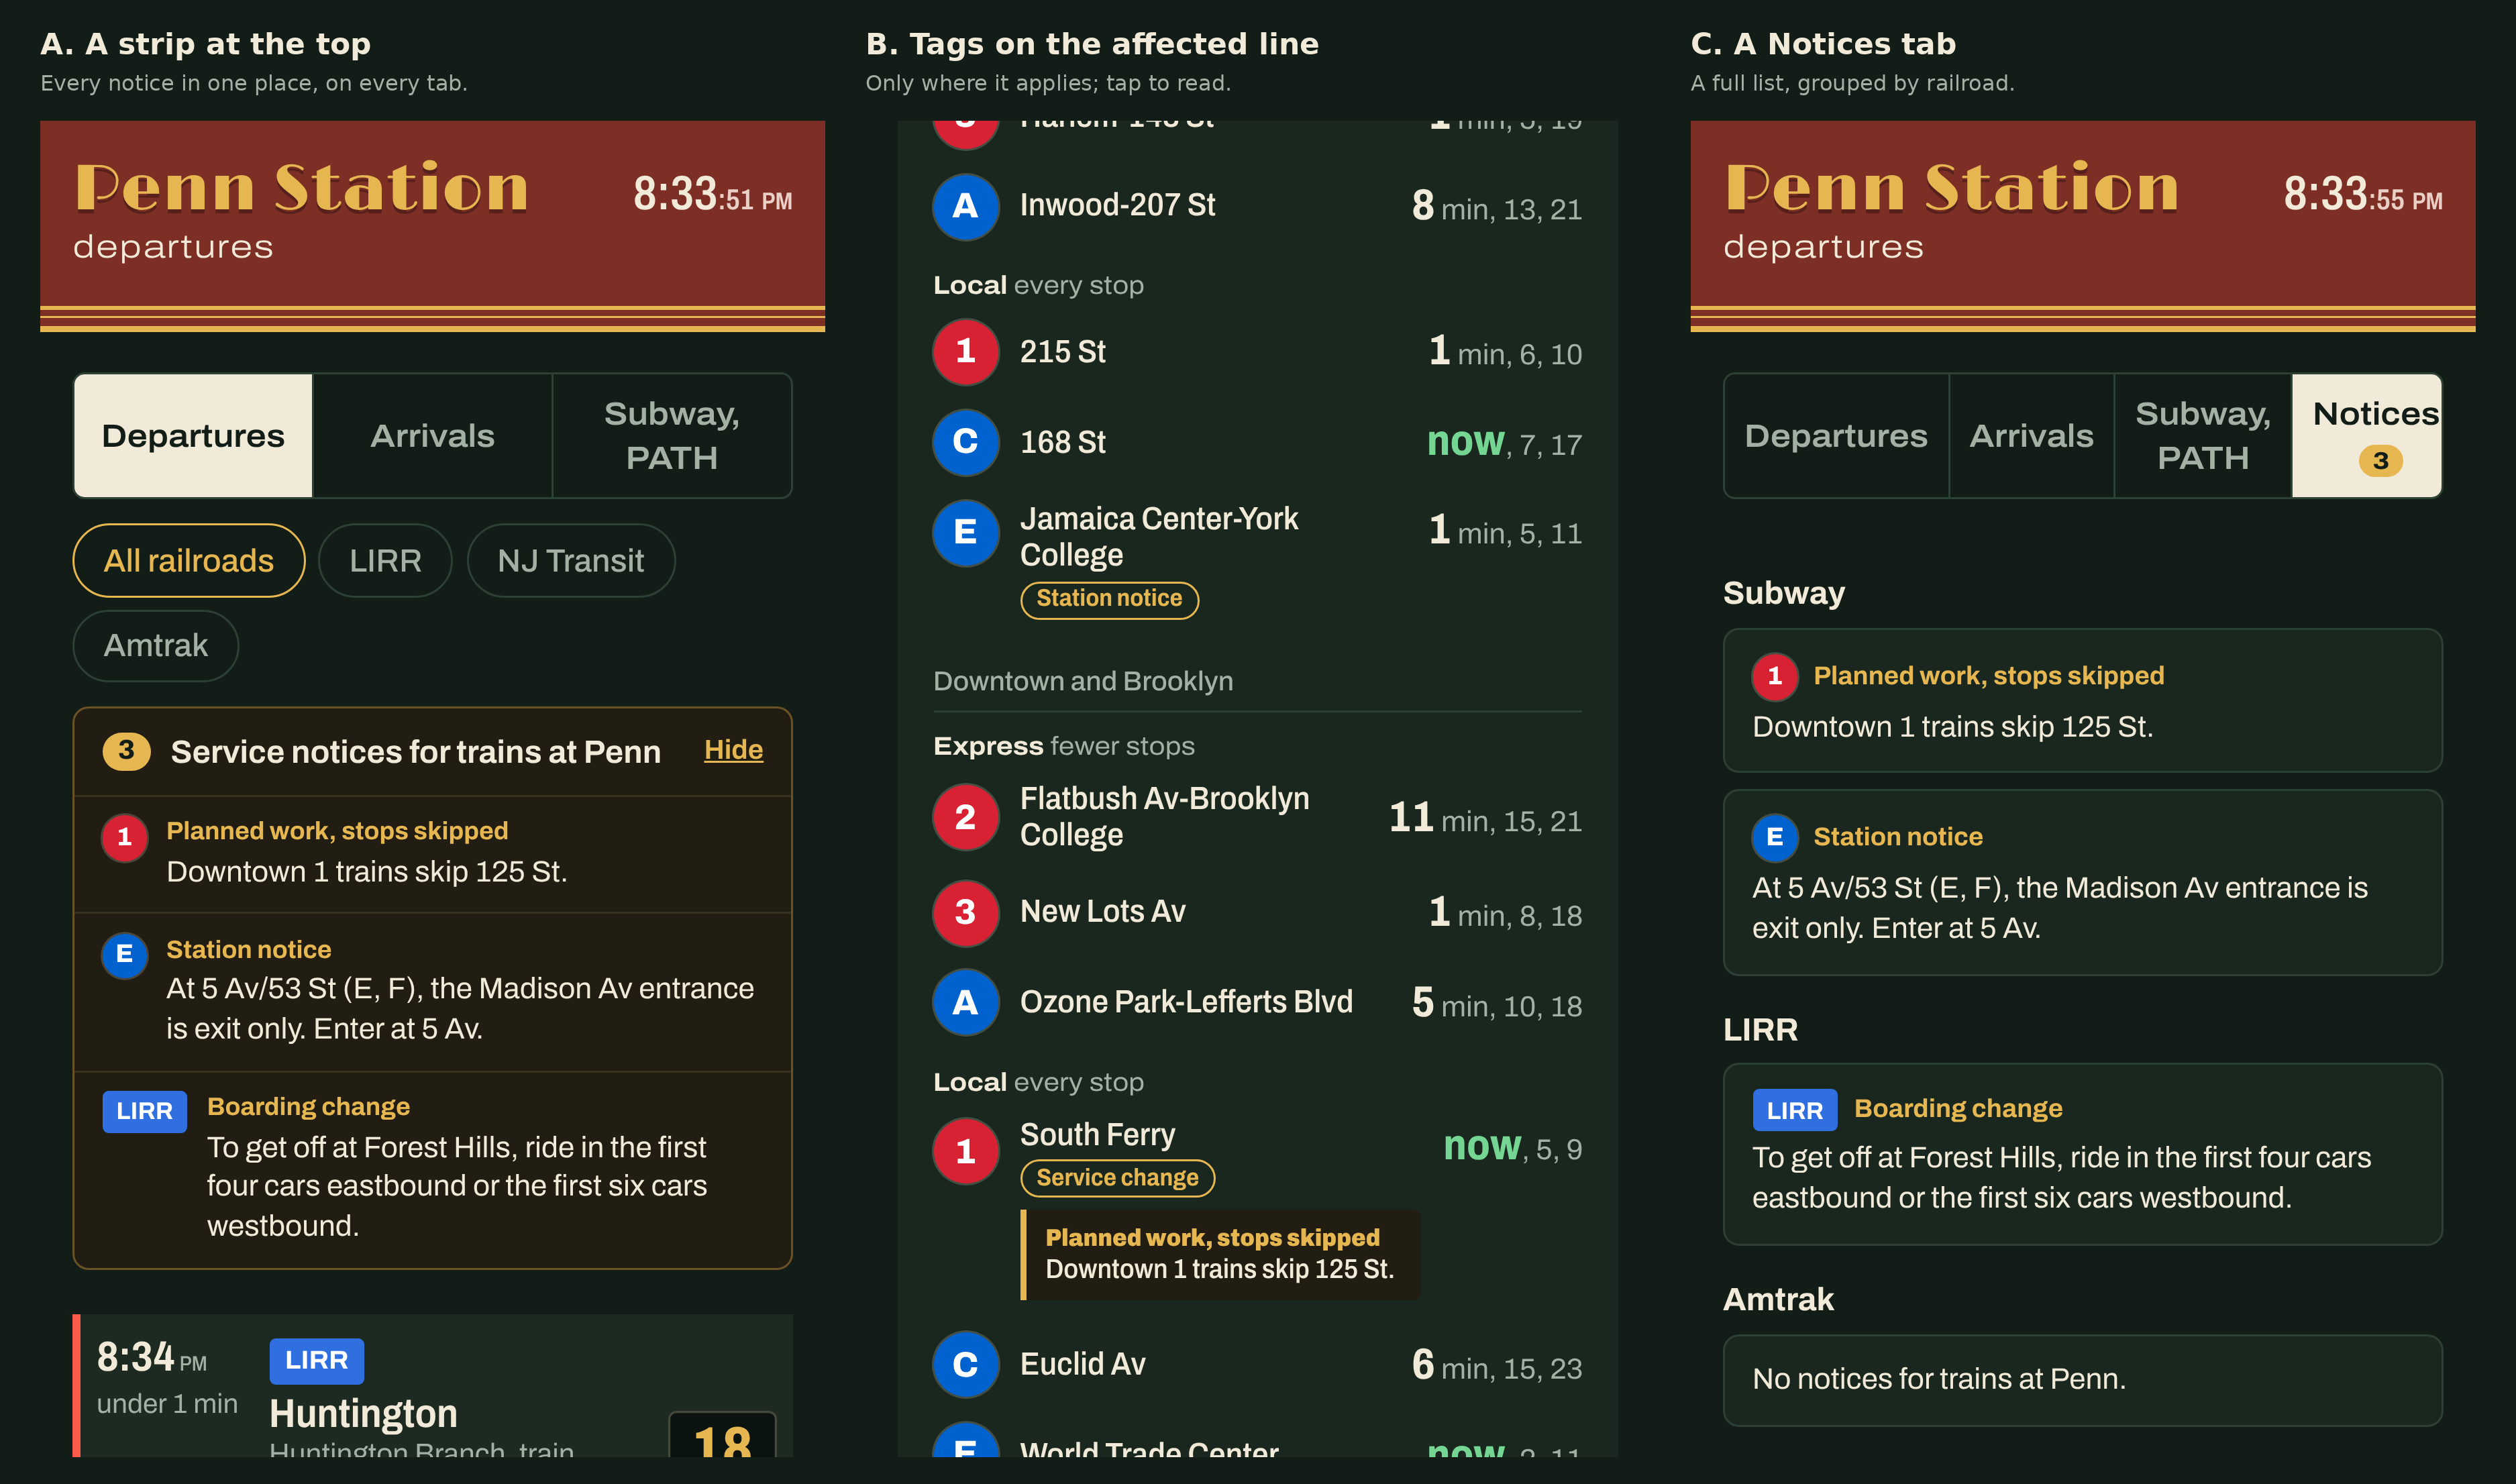 A. A strip at the top
Every notice in one place, on every tab.
Penn Station
8:33:51 PM
departures
Departures
Arrivals
Subway,
PATH
All railroads
LIRR
NJ Transit
Amtrak
3 Service notices for trains at Penn Hide
1 Planned work, stops skipped
Downtown 1 trains skip 125 St.
E Station notice
At 5 Av/53 St (E, F), the Madison Av entrance
is exit only. Enter at 5 Av.
LIRR Boarding change
To get off at Forest Hills, ride in the first
four cars eastbound or the first six cars
westbound.
8:34 PM LIRR
under 1 min
Huntington
Huntington Branch, train
18
B. Tags on the affected line
Only where it applies; tap to read.
A Inwood-207 St 8 min, 13, 21
Local every stop
1 215 St 1 min, 6, 10
C 168 St now, 7, 17
E Jamaica Center-York 1 min, 5, 11
College
Station notice
Downtown and Brooklyn
Express fewer stops
2 Flatbush Av-Brooklyn 11 min, 15, 21
College
3 New Lots Av 1 min, 8, 18
A Ozone Park-Lefferts Blvd 5 min, 10, 18
Local every stop
1 South Ferry now, 5, 9
Service change
Planned work, stops skipped
Downtown 1 trains skip 125 St.
C Euclid Av 6 min, 15, 23
E World Trade Center now
C. A Notices tab
A full list, grouped by railroad.
Penn Station
8:33:55 PM
departures
Departures
Arrivals
Subway,
PATH
Notices
3
Subway
1 Planned work, stops skipped
Downtown 1 trains skip 125 St.
E Station notice
At 5 Av/53 St (E, F), the Madison Av entrance is
exit only. Enter at 5 Av.
LIRR
LIRR Boarding change
To get off at Forest Hills, ride in the first four cars
eastbound or the first six cars westbound.
Amtrak
No notices for trains at Penn.